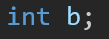 int b;